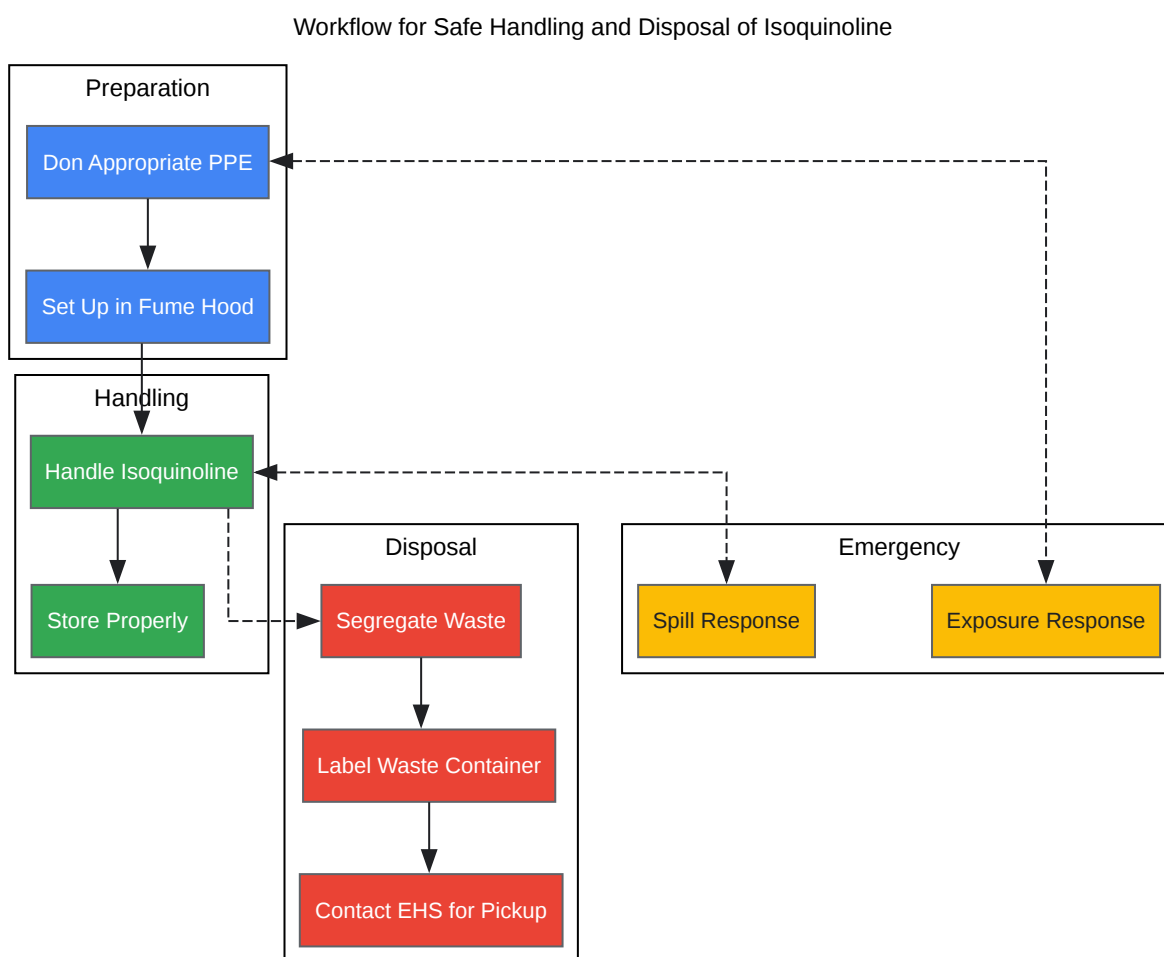 Workflow for Safe Handling and Disposal of Isoquinoline
Preparation
Don Appropriate PPE
Set Up in Fume Hood
Handling
Handle Isoquinoline
Store Properly
Disposal
Segregate Waste
Label Waste Container
Contact EHS for Pickup
Emergency
Spill Response
Exposure Response